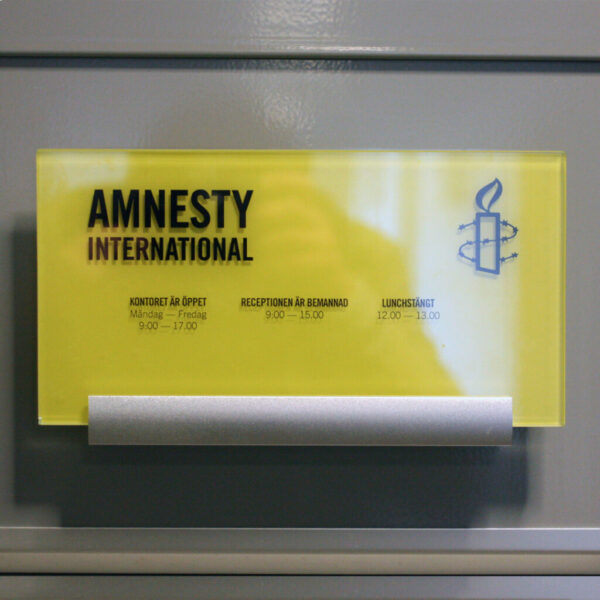 AMNESTY
INTERNATIONAL
KONTORET ÄR ÖPPET
Måndag — Fredag
9:00 — 17.00
RECEPTIONEN ÄR BEMANNAD
9:00 — 15.00
LUNCHSTÄNGT
12.00 — 13.00